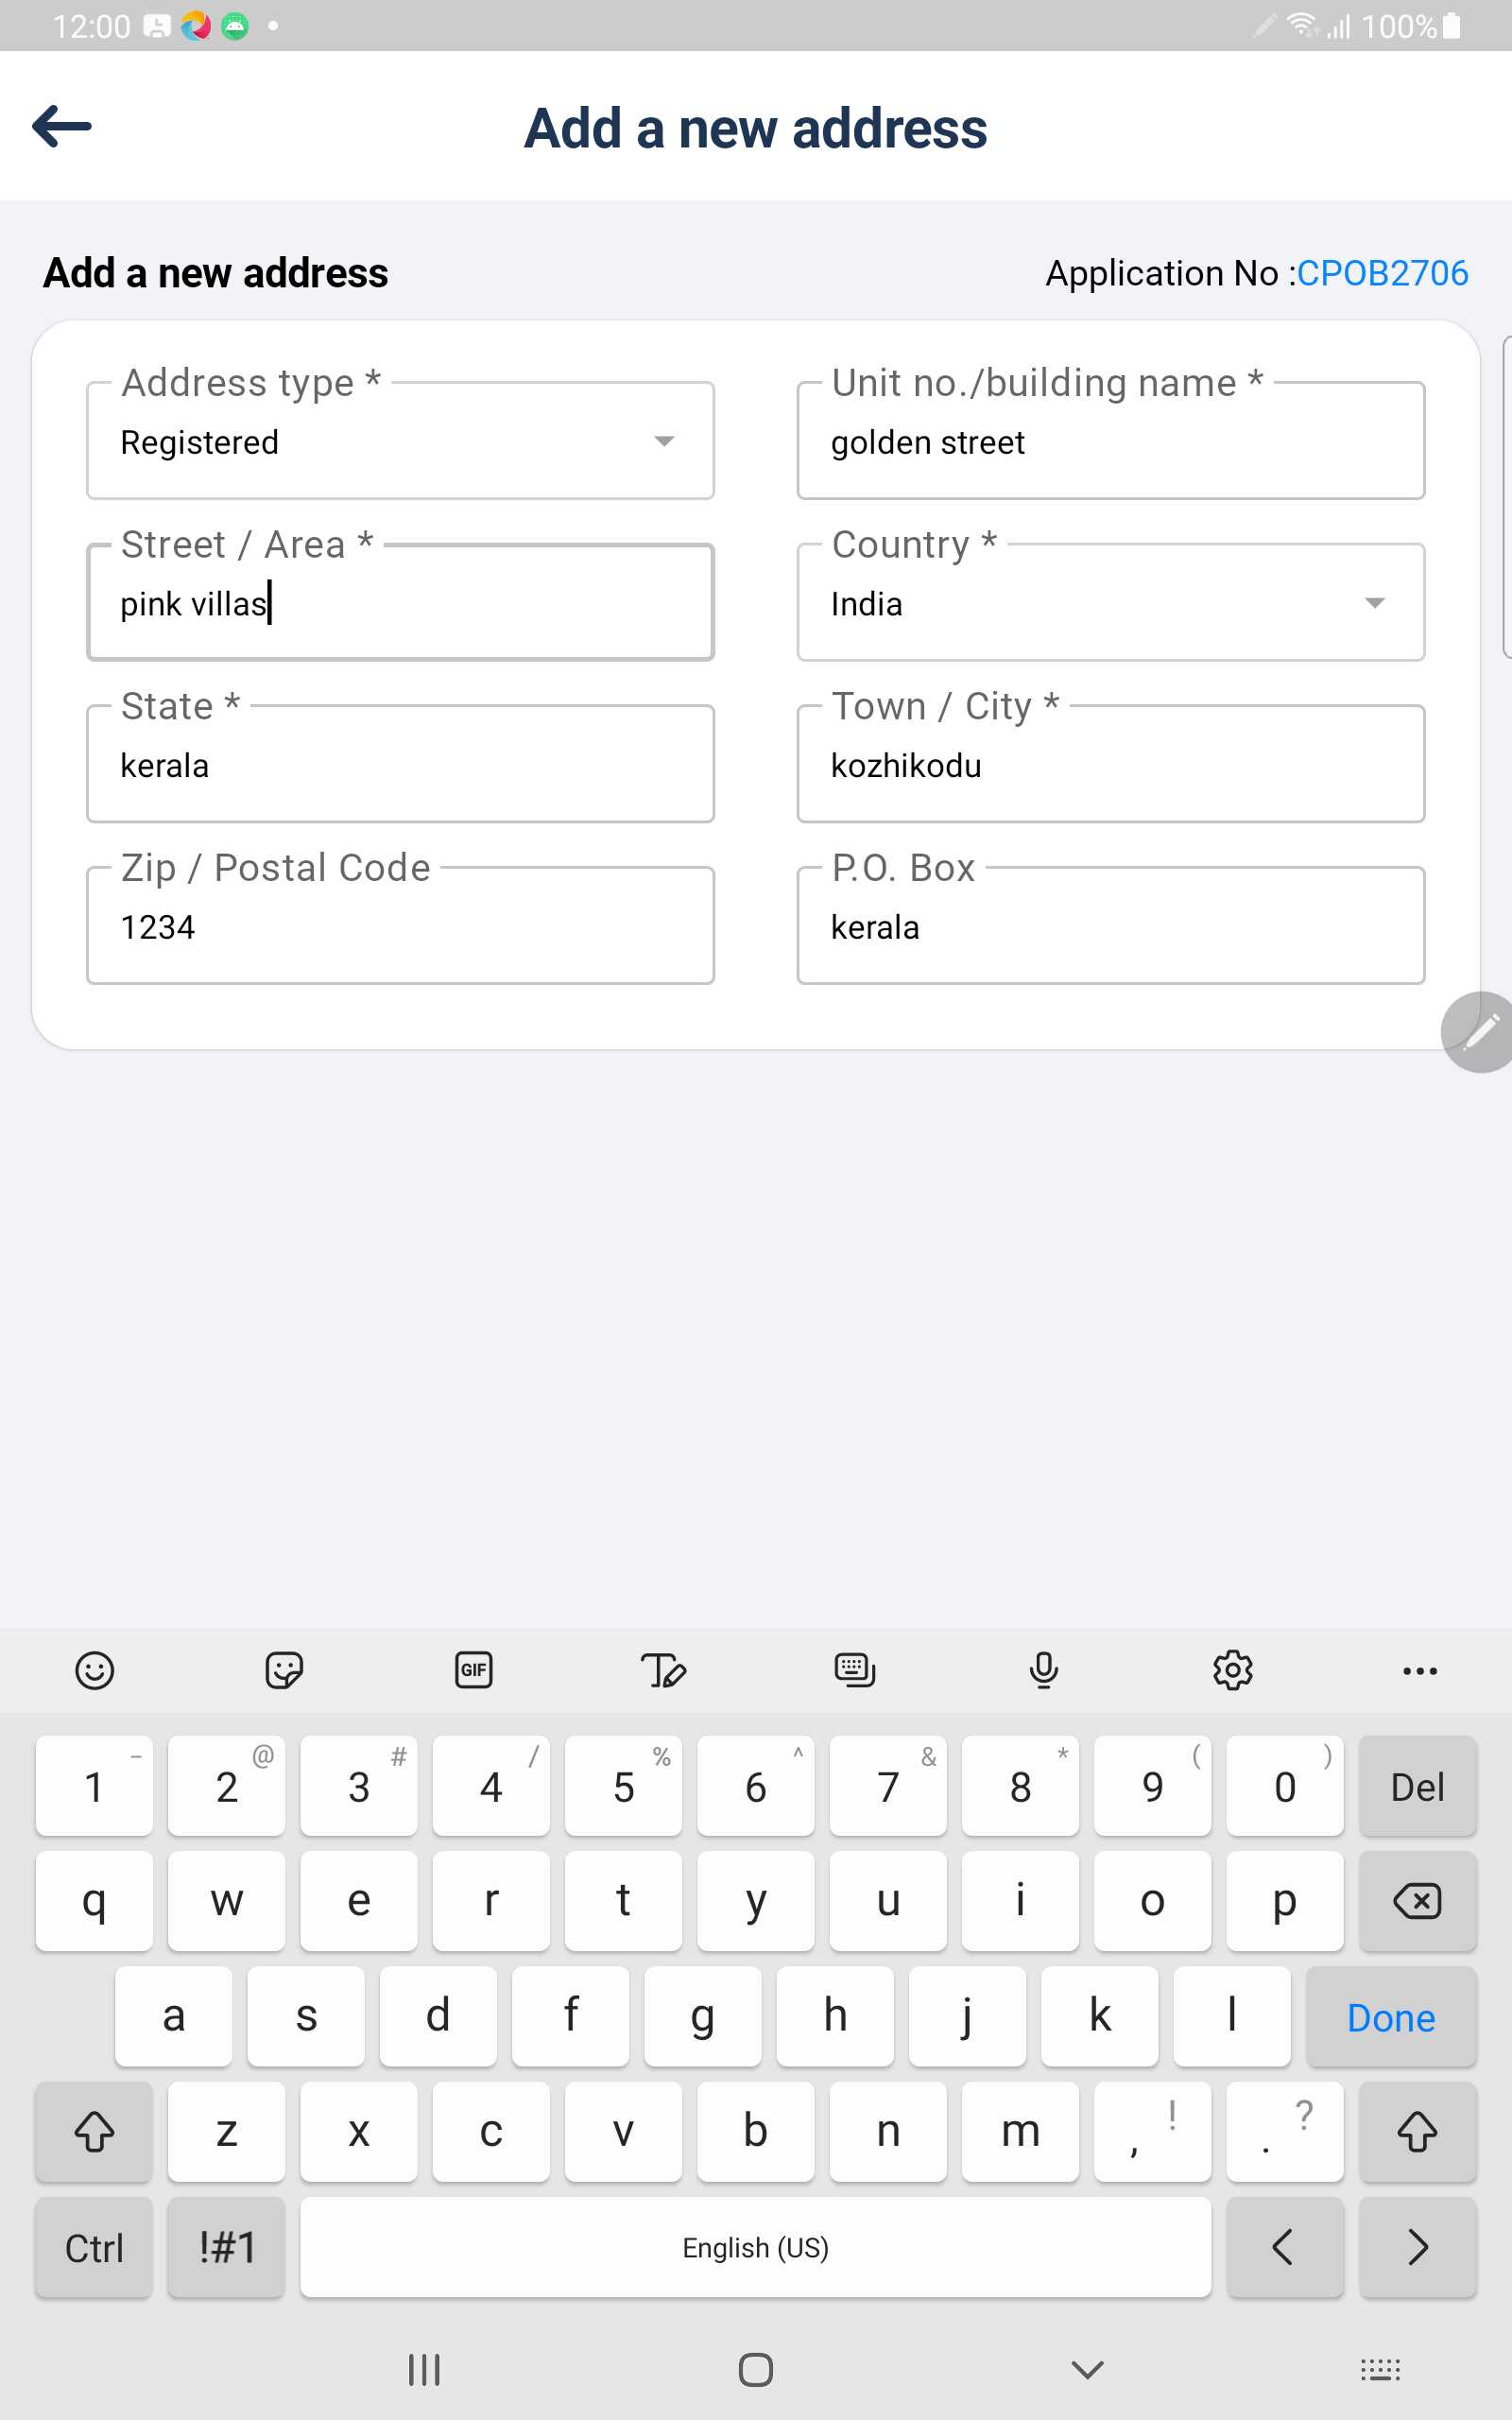 12:00
100%
Add a new address
Add a new address
Application No :CPOB2706
Address type *
Registered
Unit no./building name *
golden street
Street / Area *
pink villas
Country *
India
State *
kerala
Town / City *
kozhikodu
Zip / Postal Code
1234
P.O. Box
kerala
GIF
1 – 2 @ 3 # 4 / 5 % 6 ^ 7 & 8 * 9 ( 0 ) Del
q w e r t y u i o p
a s d f g h j k l Done
z x c v b n m , ! . ?
Ctrl !#1 English (US) < >